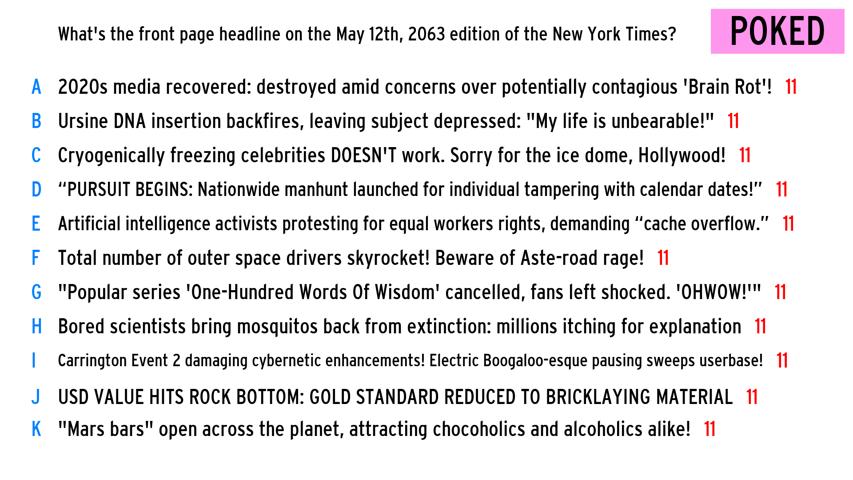 What's the front page headline on the May 12th, 2063 edition of the New York Times? POKED
A 2020s media recovered: destroyed amid concerns over potentially contagious 'Brain Rot'! 11
B Ursine DNA insertion backfires, leaving subject depressed: "My life is unbearable!" 11
C Cryogenically freezing celebrities DOESN'T work. Sorry for the ice dome, Hollywood! 11
D “PURSUIT BEGINS: Nationwide manhunt launched for individual tampering with calendar dates!” 11
E Artificial intelligence activists protesting for equal workers rights, demanding “cache overflow.” 11
F Total number of outer space drivers skyrocket! Beware of Aste-road rage! 11
G "Popular series 'One-Hundred Words Of Wisdom' cancelled, fans left shocked. 'OHWOW!'" 11
H Bored scientists bring mosquitos back from extinction: millions itching for explanation 11
I Carrington Event 2 damaging cybernetic enhancements! Electric Boogaloo-esque pausing sweeps userbase! 11
J USD VALUE HITS ROCK BOTTOM: GOLD STANDARD REDUCED TO BRICKLAYING MATERIAL 11
K "Mars bars" open across the planet, attracting chocoholics and alcoholics alike! 11